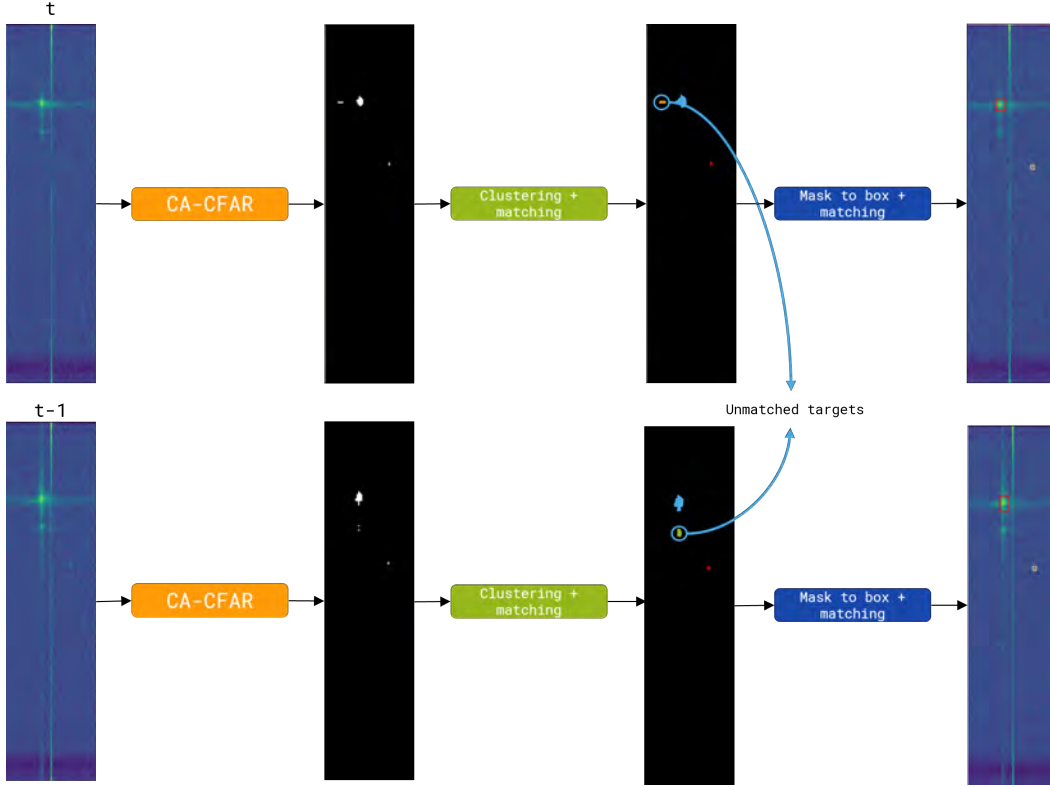 t
CA-CFAR
Clustering +
matching
Mask to box +
matching
Unmatched targets
t-1
CA-CFAR
Clustering +
matching
Mask to box +
matching